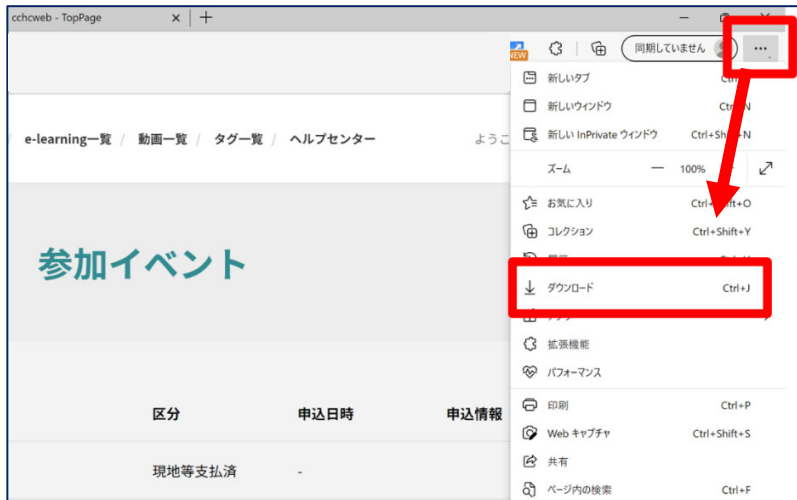 cchcweb - TopPage
NEW
同期していません
新しいタブ
新しいウィンドウ
新しい InPrivate ウィンドウ Ctrl+Shift+N
ズーム 100%
お気に入り Ctrl+Shift+O
コレクション Ctrl+Shift+Y
ダウンロード Ctrl+J
拡張機能
パフォーマンス
印刷 Ctrl+P
Web キャプチャ Ctrl+Shift+S
共有
ページ内の検索 Ctrl+F
/ e-learning一覧 / 動画一覧 / タグ一覧 / ヘルプセンター ようこ
参加イベント
区分 申込日時 申込情報
現地等支払済 -